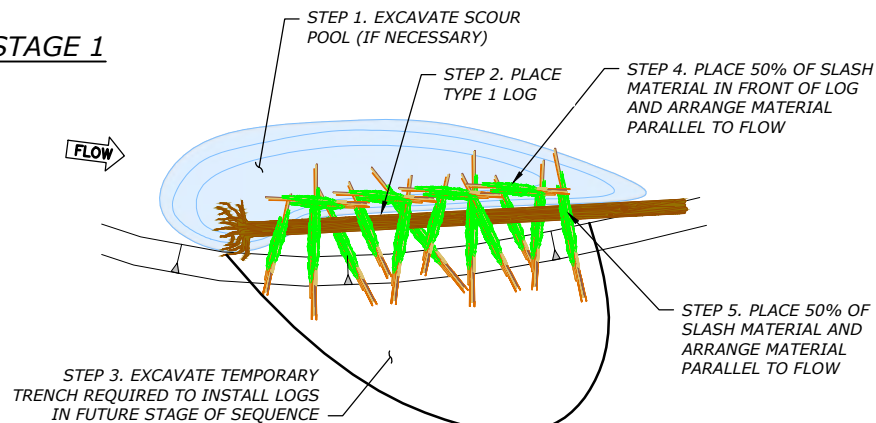 STAGE 1
STEP 1. EXCAVATE SCOUR
POOL (IF NECESSARY)
STEP 2. PLACE
TYPE 1 LOG
STEP 4. PLACE 50% OF SLASH
MATERIAL IN FRONT OF LOG
AND ARRANGE MATERIAL
PARALLEL TO FLOW
FLOW
STEP 5. PLACE 50% OF
SLASH MATERIAL AND
ARRANGE MATERIAL
PARALLEL TO FLOW
STEP 3. EXCAVATE TEMPORARY
TRENCH REQUIRED TO INSTALL LOGS
IN FUTURE STAGE OF SEQUENCE